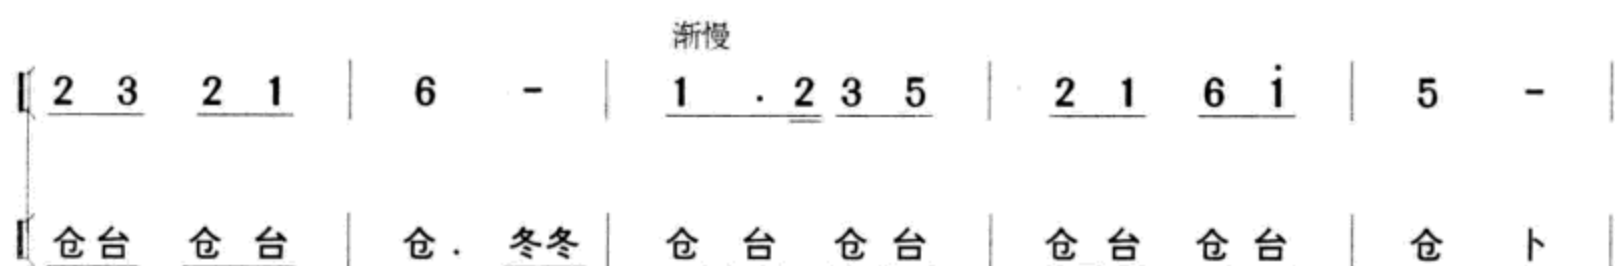 渐慢
2 3 2 1 | 6 - | 1 . 2 3 5 | 2 1 6 i | 5 - |
仓台 仓台 | 仓. 冬冬 | 仓台 仓台 | 仓台 仓台 | 仓 卜 |